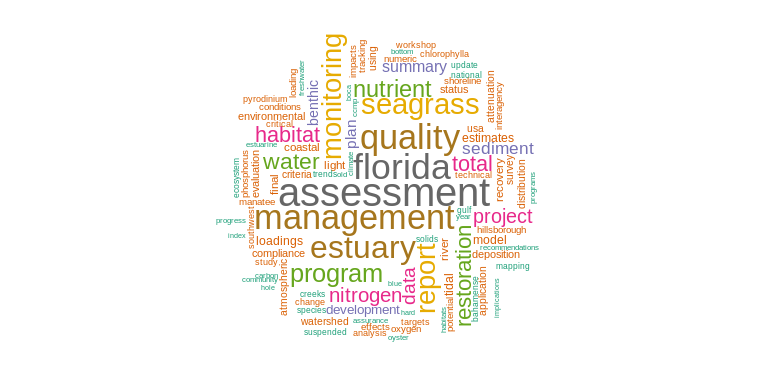 workshop
bottom
chlorophylla
monitoring
impacts
tracking
using
numeric
summary
update
national
loading
freshwater
benthic
boca
ccmp
nutrient
shoreline
status
attenuation
interagency
pyrodinium
conditions
seagrass
environmental
critical
plan
usa
habitat
quality
estimates
estuarine
coastal
sediment
water
light
climate
florida
total
recovery
survey
ecosystem
phosphorus
evaluation
final
criteria
trends
technical
distribution
programs
assessment
manatee
southwest
management
gulf
year
project
progress
hillsborough
index
loadings
estuary
solids
river
model
recommendations
compliance
report
restoration
deposition
study
atmospheric
program
data
tidal
mapping
carbon
community
hole
blue
application
implications
creeks
nitrogen
potential
change
species
development
hard
habitats
watershed
assurance
effects
targets
suspended
analysis
oxygen
oyster